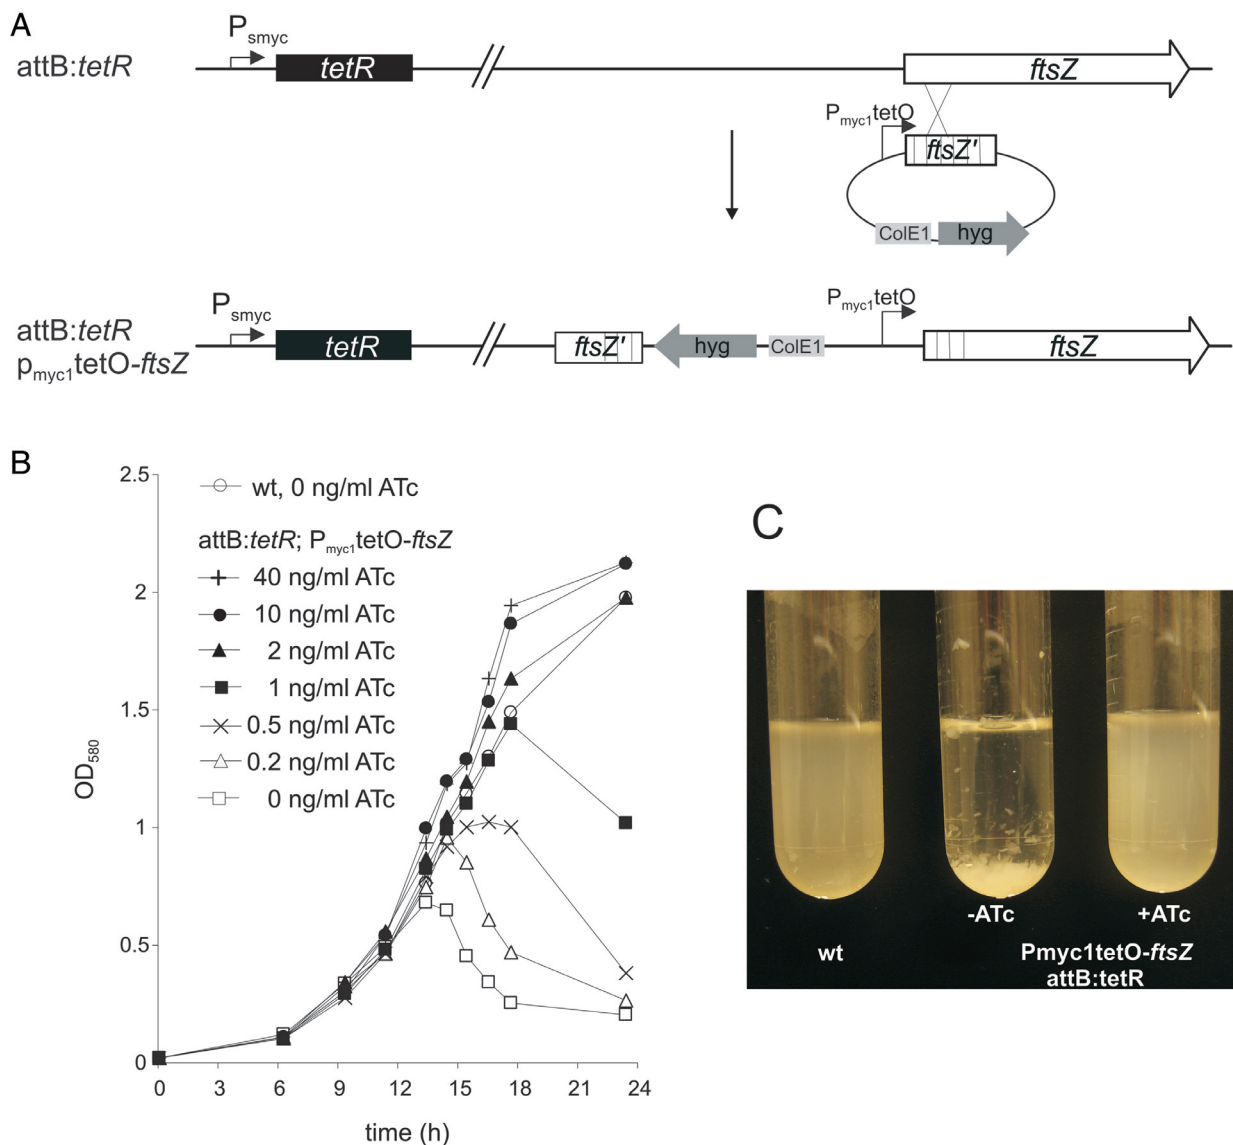 A
attB:tetR
Psmyc
tetR
ftsZ
Pmyc1tetO
ftsZ'
ColE1
hyg
attB:tetR
pmyc1tetO-ftsZ
Psmyc
tetR
ftsZ'
hyg
ColE1
Pmyc1tetO
ftsZ
B
wt, 0 ng/ml ATc
attB:tetR; Pmyc1tetO-ftsZ
40 ng/ml ATc
10 ng/ml ATc
2 ng/ml ATc
1 ng/ml ATc
0.5 ng/ml ATc
0.2 ng/ml ATc
0 ng/ml ATc
2.5
2
1.5
1
0.5
0
OD580
0 3 6 9 12 15 18 21 24
time (h)
C
-ATc
+ATc
wt
Pmyc1tetO-ftsZ
attB:tetR